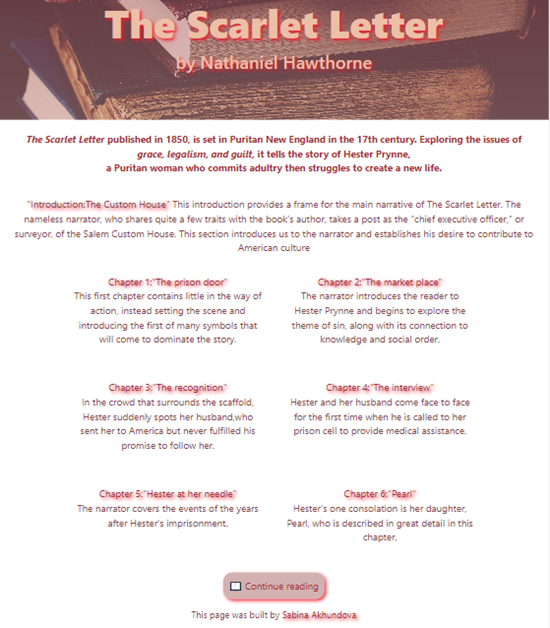 The Scarlet Letter
by Nathaniel Hawthorne
The Scarlet Letter published in 1850, is set in Puritan New England in the 17th century. Exploring the issues of
grace, legalism, and guilt, it tells the story of Hester Prynne,
a Puritan woman who commits adultry then struggles to create a new life.
"Introduction:The Custom House" This introduction provides a frame for the main narrative of The Scarlet Letter. The
nameless narrator, who shares quite a few traits with the book's author, takes a post as the "chief executive officer," or
surveyor, of the Salem Custom House. This section introduces us to the narrator and establishes his desire to contribute to
American culture
Chapter 1:"The prison door"
This first chapter contains little in the way of
action, instead setting the scene and
introducing the first of many symbols that
will come to dominate the story.
Chapter 2:"The market place"
The narrator introduces the reader to
Hester Prynne and begins to explore the
theme of sin, along with its connection to
knowledge and social order.
Chapter 3:"The recognition"
In the crowd that surrounds the scaffold,
Hester suddenly spots her husband,who
sent her to America but never fulfilled his
promise to follow her.
Chapter 4:"The interview"
Hester and her husband come face to face
for the first time when he is called to her
prison cell to provide medical assistance.
Chapter 5:"Hester at her needle"
The narrator covers the events of the years
after Hester's imprisonment.
Chapter 6:"Pearl"
Hester's one consolation is her daughter,
Pearl, who is described in great detail in this
chapter.
Continue reading
This page was built by Sabina Akhundova